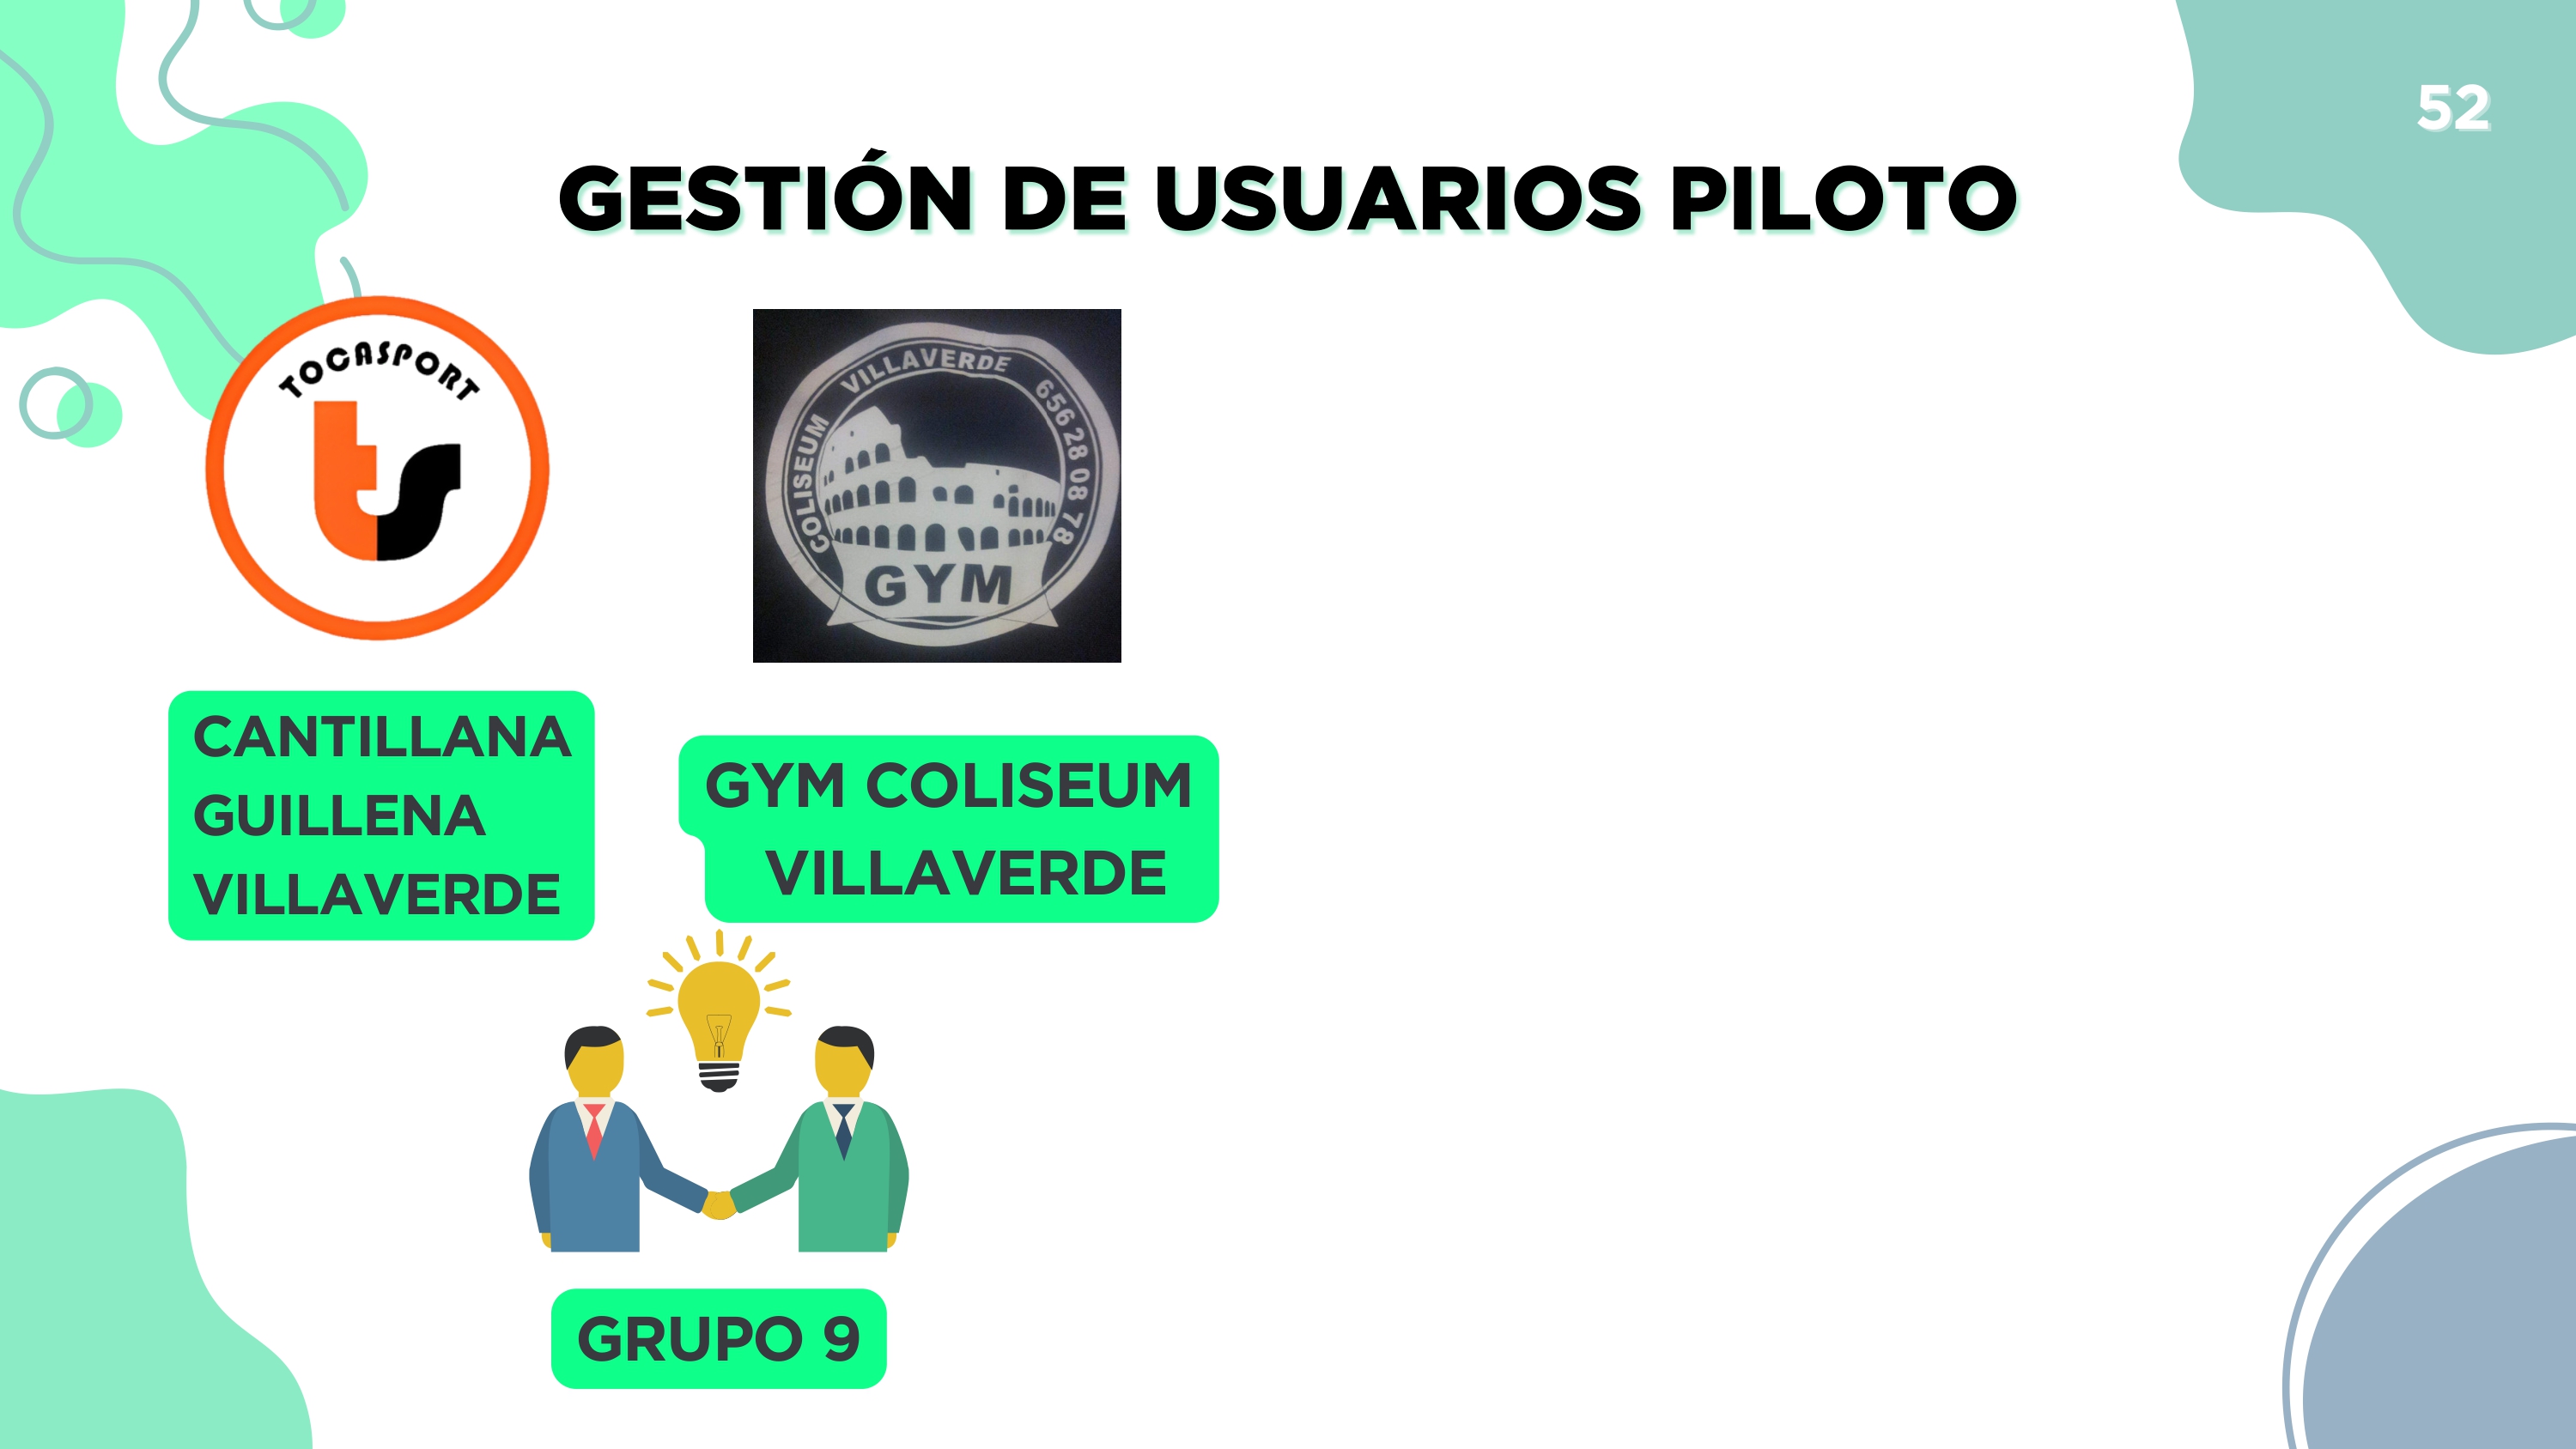 52
GESTIÓN DE USUARIOS PILOTO
TOCASPORT
ts
COLISEUM VILLAVERDE 656 28 08 78
GYM
CANTILLANA
GUILLENA
VILLAVERDE
GYM COLISEUM
VILLAVERDE
GRUPO 9